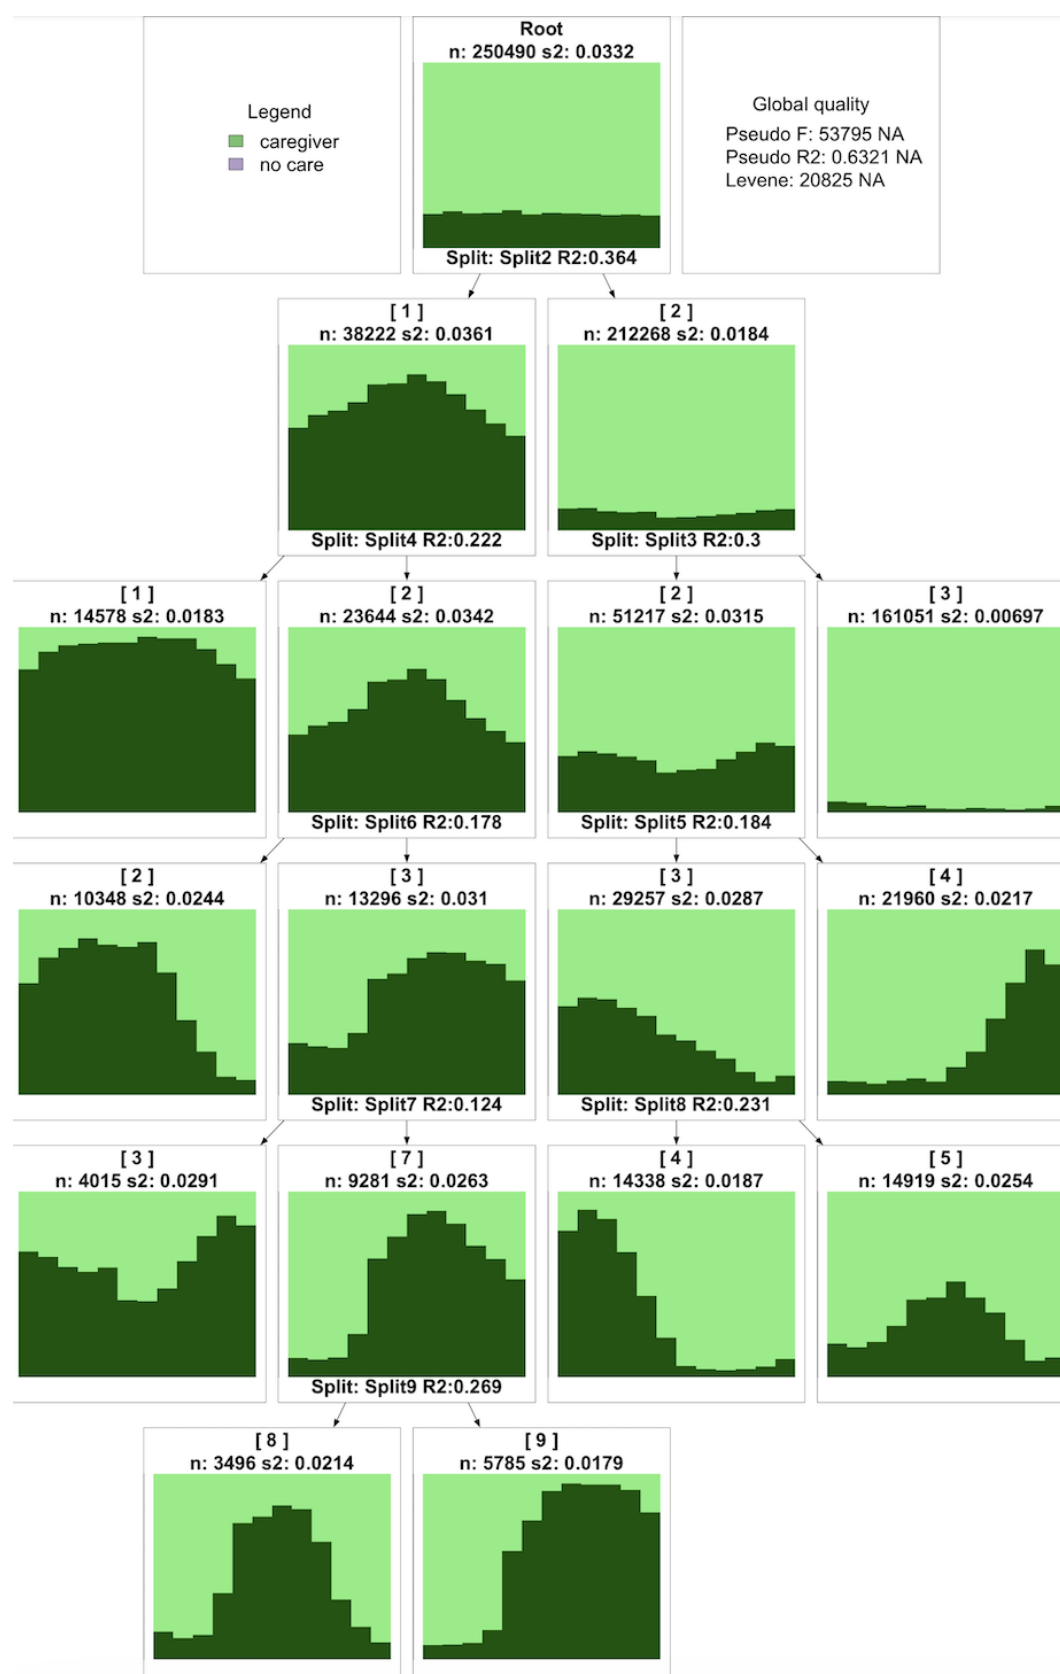 Root
n: 250490 s2: 0.0332
Legend
caregiver
no care
Global quality
Pseudo F: 53795 NA
Pseudo R2: 0.6321 NA
Levene: 20825 NA
Split: Split2 R2:0.364
[ 1 ]
n: 38222 s2: 0.0361
Split: Split4 R2:0.222
[ 2 ]
n: 212268 s2: 0.0184
Split: Split3 R2:0.3
[ 1 ]
n: 14578 s2: 0.0183
[ 2 ]
n: 23644 s2: 0.0342
Split: Split6 R2:0.178
[ 2 ]
n: 51217 s2: 0.0315
Split: Split5 R2:0.184
[ 3 ]
n: 161051 s2: 0.00697
[ 2 ]
n: 10348 s2: 0.0244
[ 3 ]
n: 13296 s2: 0.031
Split: Split7 R2:0.124
[ 3 ]
n: 29257 s2: 0.0287
Split: Split8 R2:0.231
[ 4 ]
n: 21960 s2: 0.0217
[ 3 ]
n: 4015 s2: 0.0291
[ 7 ]
n: 9281 s2: 0.0263
Split: Split9 R2:0.269
[ 4 ]
n: 14338 s2: 0.0187
[ 5 ]
n: 14919 s2: 0.0254
[ 8 ]
n: 3496 s2: 0.0214
[ 9 ]
n: 5785 s2: 0.0179